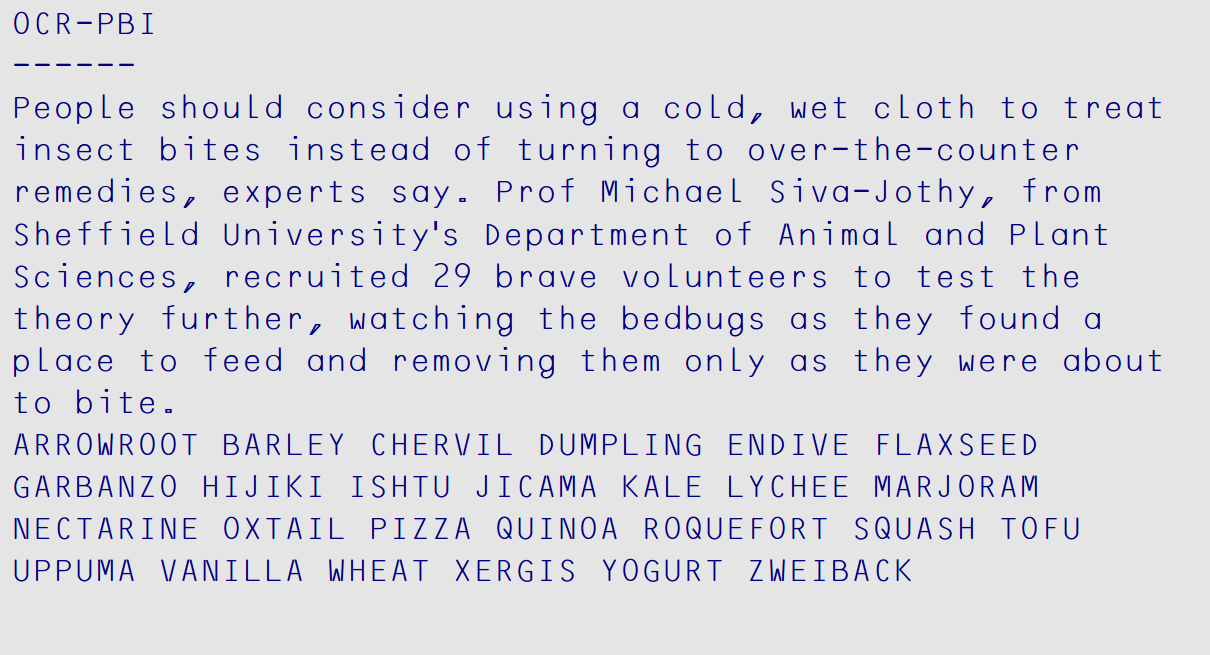 OCR-PBI
------
People should consider using a cold, wet cloth to treat
insect bites instead of turning to over-the-counter
remedies, experts say. Prof Michael Siva-Jothy, from
Sheffield University's Department of Animal and Plant
Sciences, recruited 29 brave volunteers to test the
theory further, watching the bedbugs as they found a
place to feed and removing them only as they were about
to bite.
ARROWROOT BARLEY CHERVIL DUMPLING ENDIVE FLAXSEED
GARBANZO HIJIKI ISHTU JICAMA KALE LYCHEE MARJORAM
NECTARINE OXTAIL PIZZA QUINOA ROQUEFORT SQUASH TOFU
UPPUMA VANILLA WHEAT XERGIS YOGURT ZWEIBACK